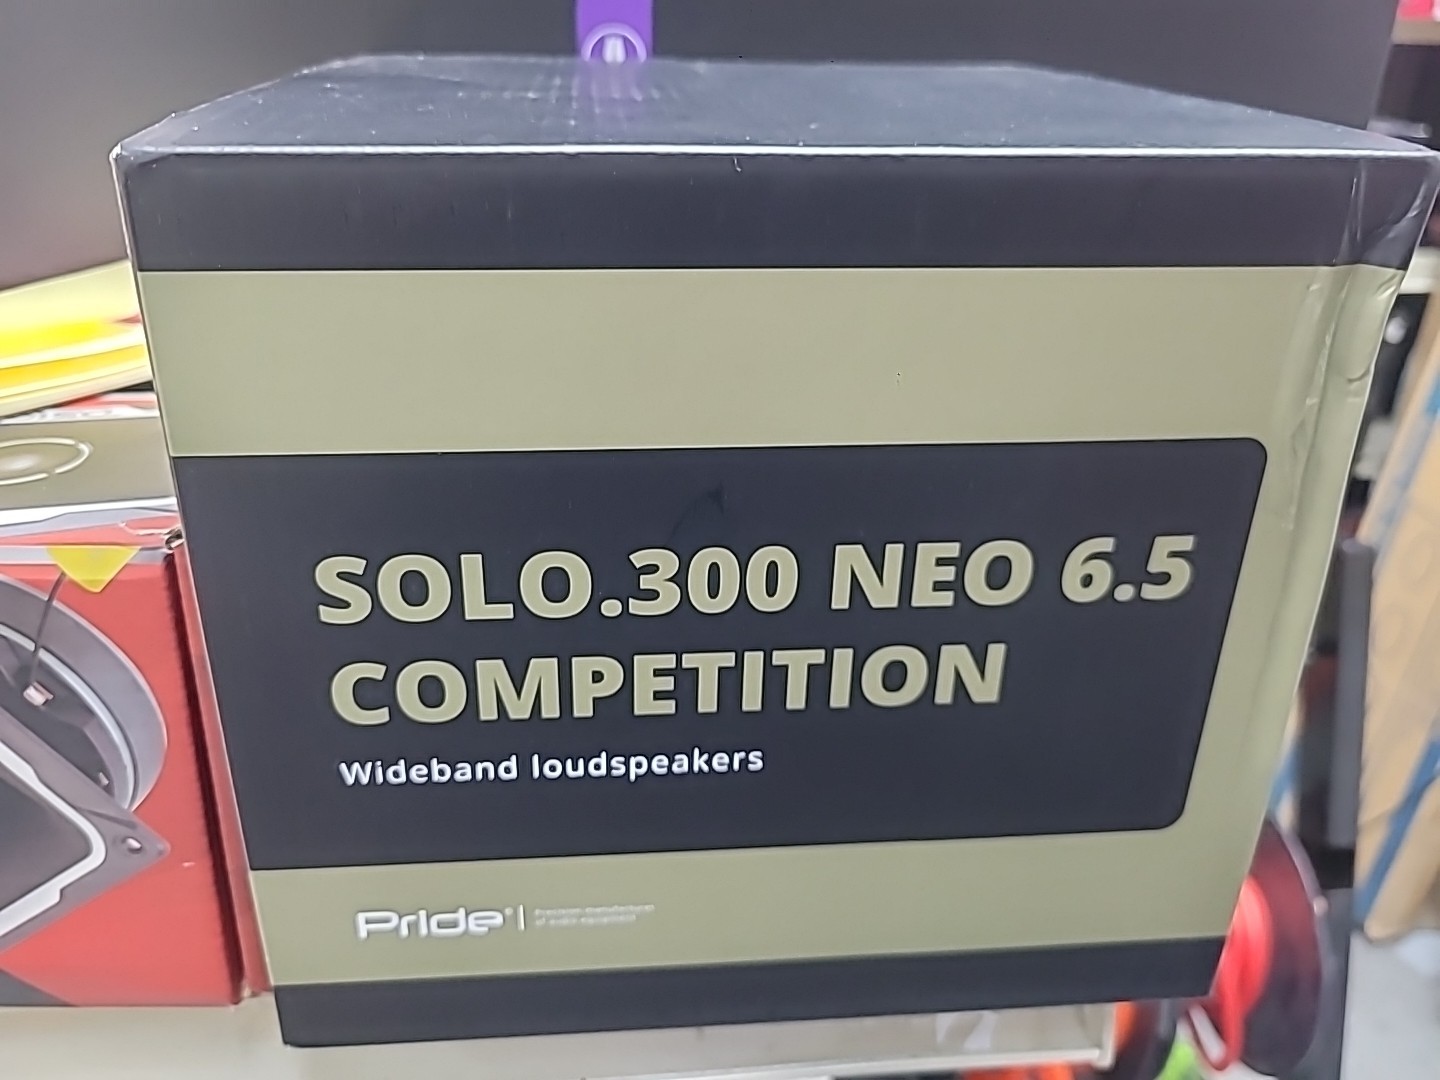 SOLO.300 NEO 6.5
COMPETITION
Wideband loudspeakers
Pride®